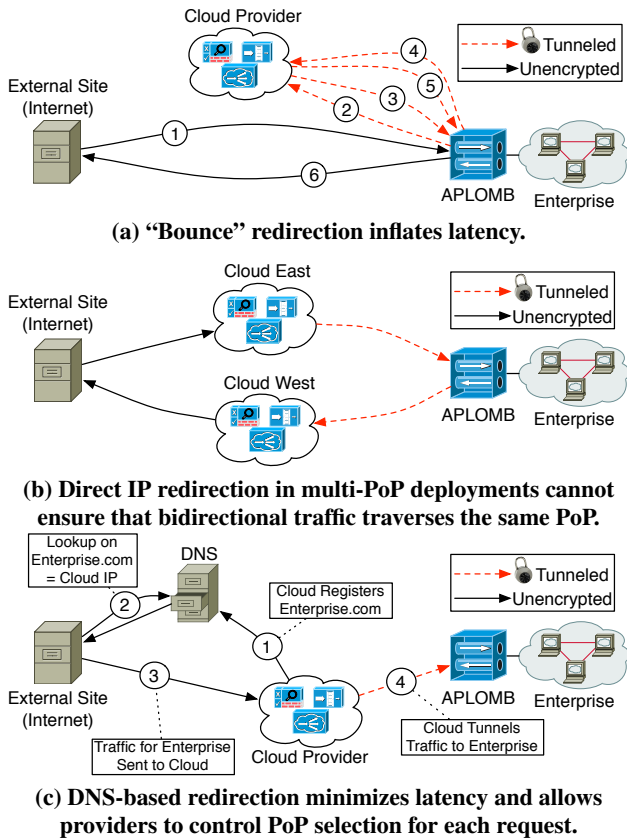 Cloud Provider
External Site
(Internet)
1
2
3
4
5
6
Tunneled
Unencrypted
APLOMB
Enterprise
(a) “Bounce” redirection inflates latency.
Cloud East
External Site
(Internet)
Cloud West
Tunneled
Unencrypted
APLOMB
Enterprise
(b) Direct IP redirection in multi-PoP deployments cannot
ensure that bidirectional traffic traverses the same PoP.
Lookup on
Enterprise.com
= Cloud IP
DNS
2
Cloud Registers
Enterprise.com
1
Tunneled
Unencrypted
External Site
(Internet)
3
Traffic for Enterprise
Sent to Cloud
Cloud Provider
4
Cloud Tunnels
Traffic to Enterprise
APLOMB
Enterprise
(c) DNS-based redirection minimizes latency and allows
providers to control PoP selection for each request.